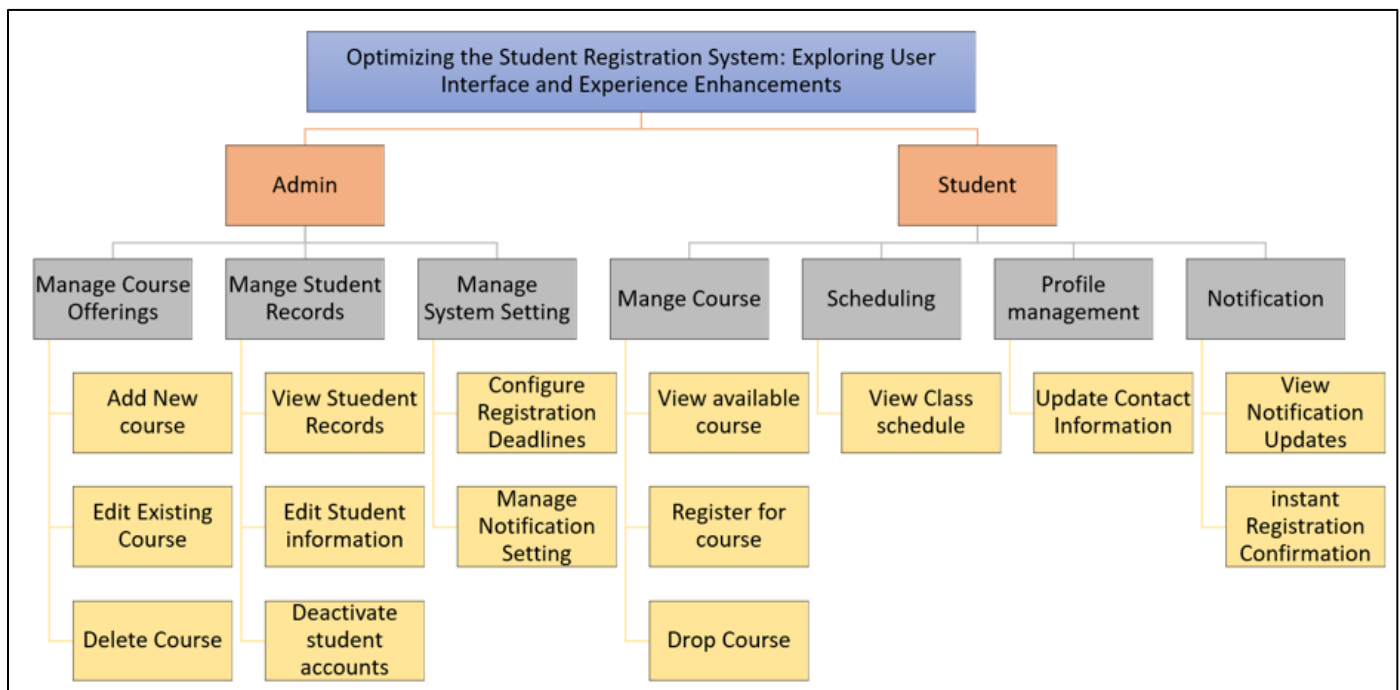 Optimizing the Student Registration System: Exploring User
Interface and Experience Enhancements
Admin
Student
Manage Course
Offerings
Mange Student
Records
Manage
System Setting
Mange Course
Scheduling
Profile
management
Notification
Add New
course
View Stuedent
Records
Configure
Registration
Deadlines
View available
course
View Class
schedule
Update Contact
Information
View
Notification
Updates
Edit Existing
Course
Edit Student
information
Manage
Notification
Setting
Register for
course
instant
Registration
Confirmation
Delete Course
Deactivate
student
accounts
Drop Course